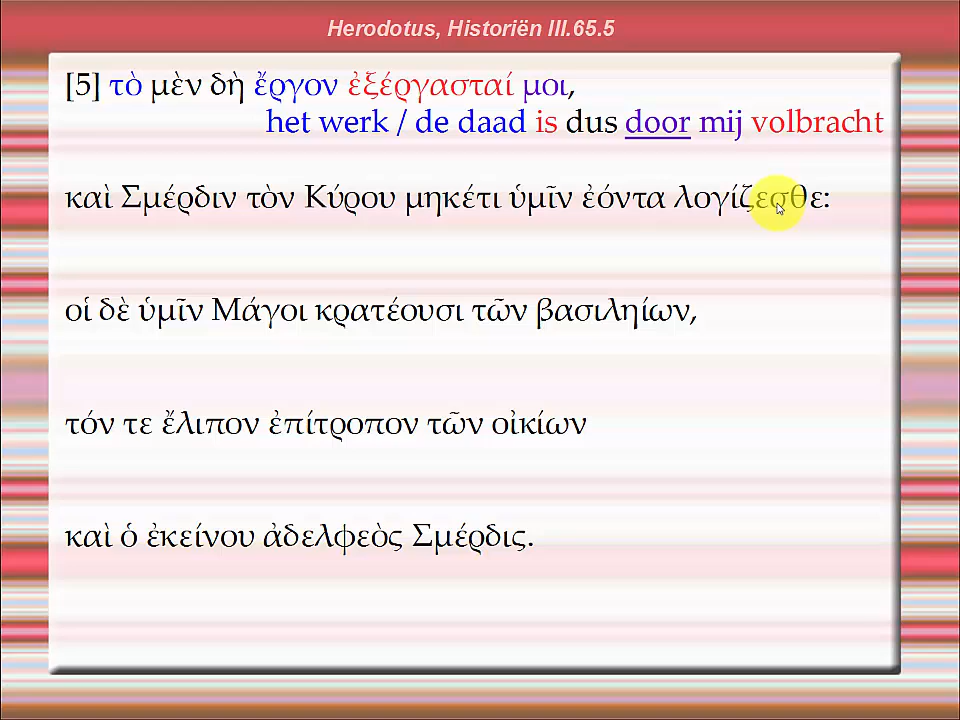 Herodotus, Historiën III.65.5
[5] τὸ μὲν δὴ ἔργον ἐξέργασταί μοι,
het werk / de daad is dus door mij volbracht
καὶ Σμέρδιν τὸν Κύρου μηκέτι ὑμῖν ἐόντα λογίζεσθε:
οἱ δὲ ὑμῖν Μάγοι κρατέουσι τῶν βασιληίων,
τόν τε ἔλιπον ἐπίτροπον τῶν οἰκίων
καὶ ὁ ἐκείνου ἀδελφεὸς Σμέρδις.